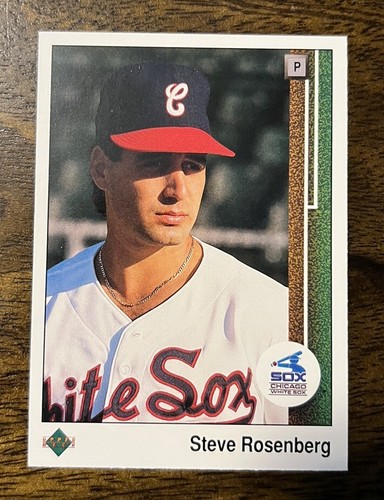 P
C
hite Sox
SOX
CHICAGO
WHITE SOX
Steve Rosenberg